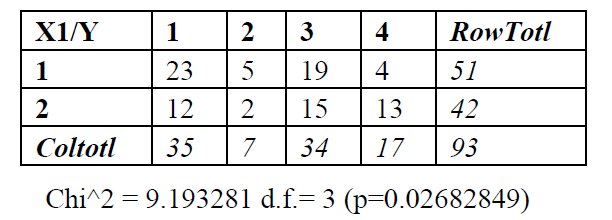 X1/Y 1 2 3 4 RowTotl
1 23 5 19 4 51
2 12 2 15 13 42
Coltotl 35 7 34 17 93
Chi^2 = 9.193281 d.f.= 3 (p=0.02682849)